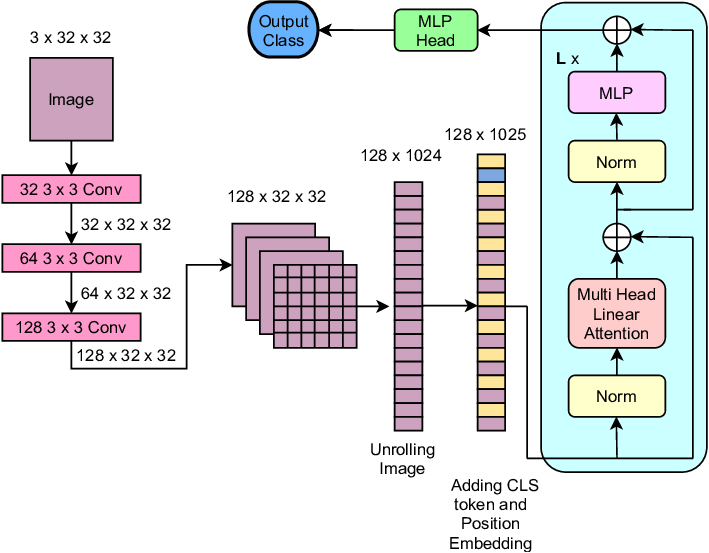 3 x 32 x 32
Image
32 3 x 3 Conv
32 x 32 x 32
64 3 x 3 Conv
64 x 32 x 32
128 3 x 3 Conv
128 x 32 x 32
128 x 32 x 32
128 x 1024
Unrolling
Image
128 x 1025
Adding CLS
token and
Position
Embedding
L x
Norm
Multi Head
Linear
Attention
Norm
MLP
MLP
Head
Output
Class